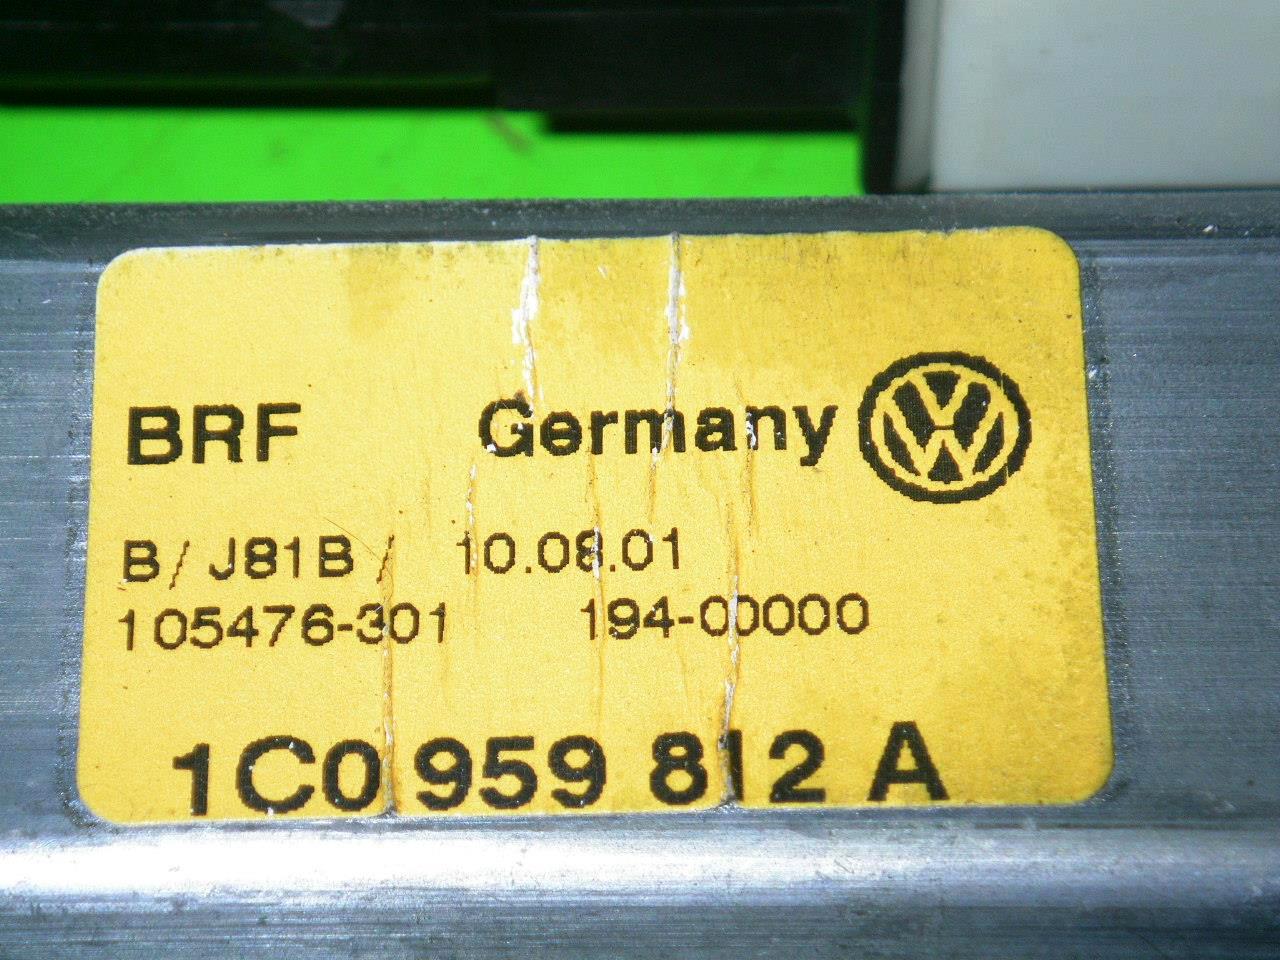 BRF Germany
B/ J81B / 10.08.01
105476-301 194-00000
1C0 959 812 A